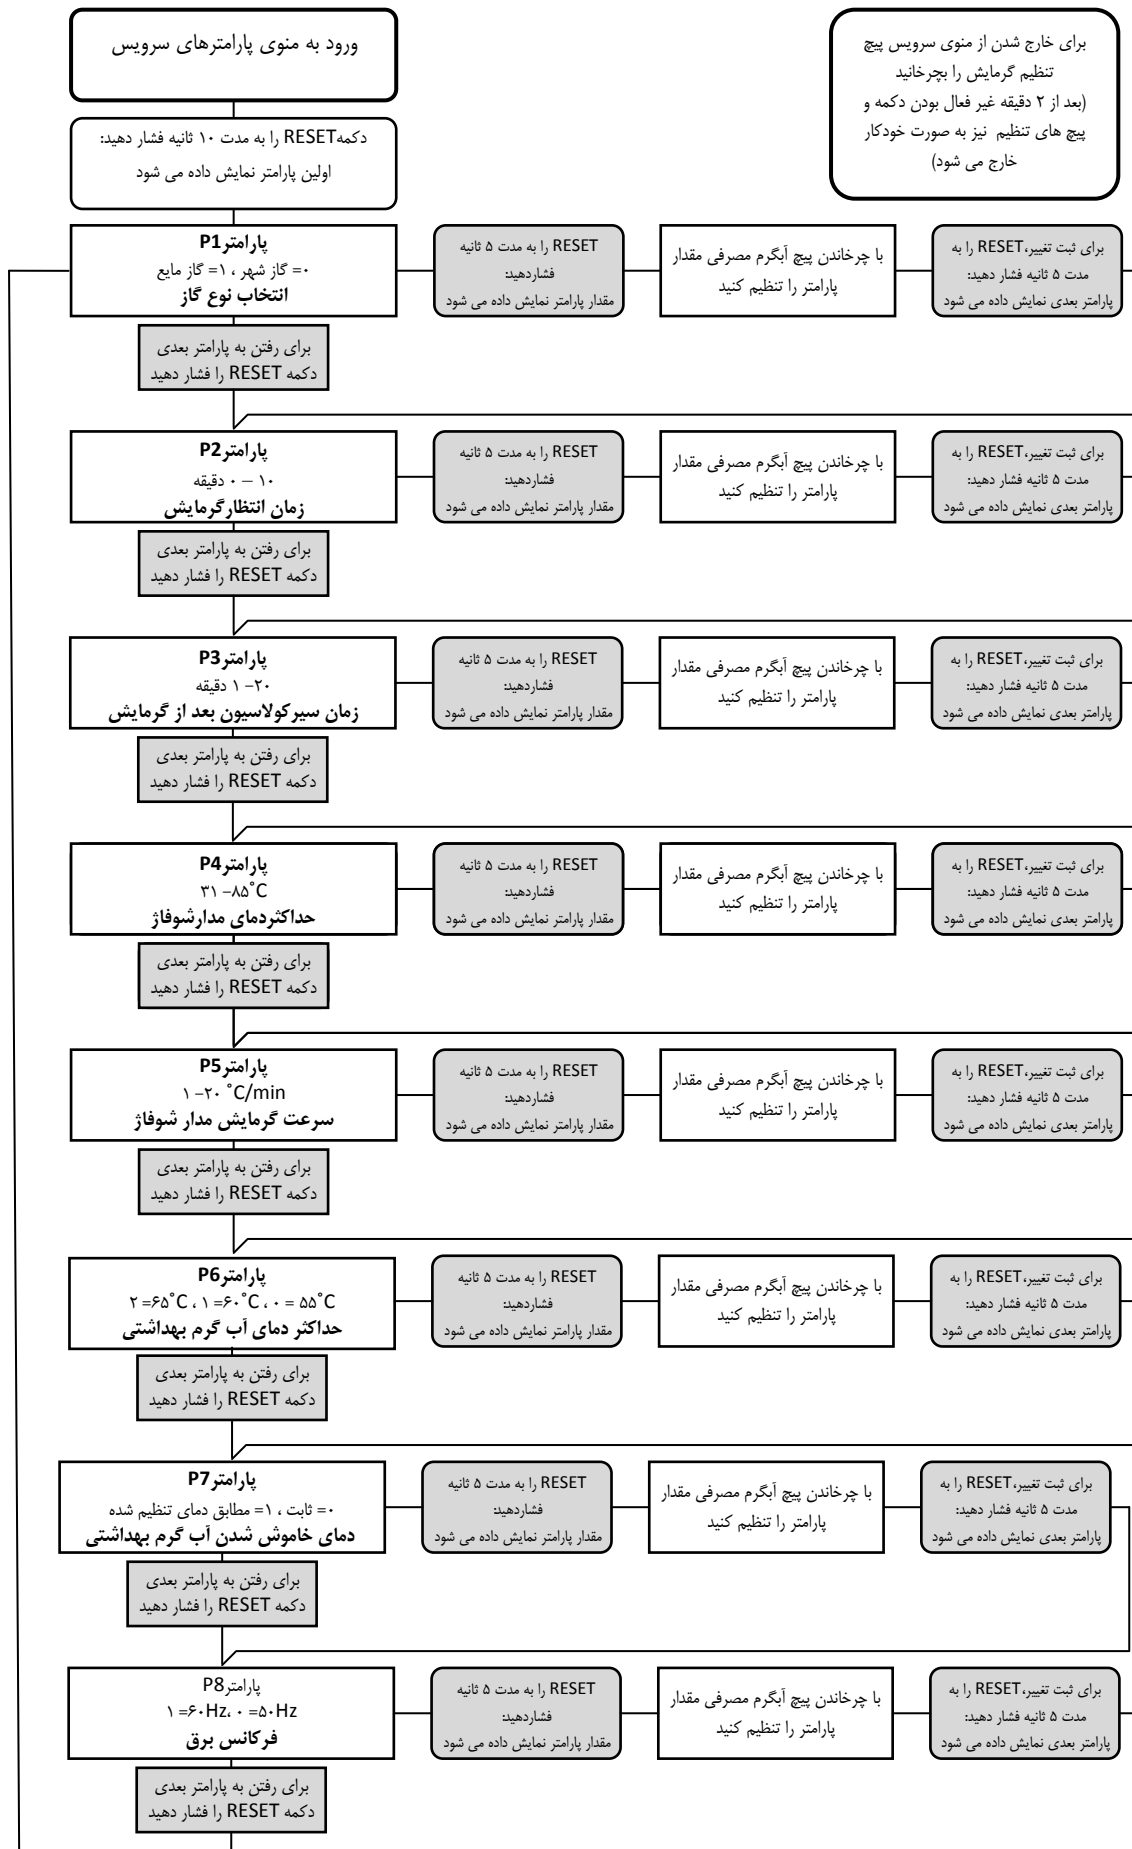 ورود به منوی پارامترهای سرویس
برای خارج شدن از منوی سرویس پیچ
تنظیم گرمایش را بچرخانید
(بعد از ۲ دقیقه غیر فعال بودن دکمه و
پیچ های تنظیم نیز به صورت خودکار
خارج می شود)
دکمهRESET را به مدت ۱۰ ثانیه فشار دهید:
اولین پارامتر نمایش داده می شود
پارامترP1
۰= گاز شهر ، ۱= گاز مایع
انتخاب نوع گاز
RESET را به مدت ۵ ثانیه
فشاردهید:
مقدار پارامتر نمایش داده می شود
با چرخاندن پیچ آبگرم مصرفی مقدار
پارامتر را تنظیم کنید
برای ثبت تغییر،RESET را به
مدت ۵ ثانیه فشار دهید:
پارامتر بعدی نمایش داده می شود
برای رفتن به پارامتر بعدی
دکمه RESET را فشار دهید
پارامترP2
۱۰ – ۰ دقیقه
زمان انتظارگرمایش
RESET را به مدت ۵ ثانیه
فشاردهید:
مقدار پارامتر نمایش داده می شود
با چرخاندن پیچ آبگرم مصرفی مقدار
پارامتر را تنظیم کنید
برای ثبت تغییر،RESET را به
مدت ۵ ثانیه فشار دهید:
پارامتر بعدی نمایش داده می شود
برای رفتن به پارامتر بعدی
دکمه RESET را فشار دهید
پارامترP3
۲۰– ۱ دقیقه
زمان سیرکولاسیون بعد از گرمایش
RESET را به مدت ۵ ثانیه
فشاردهید:
مقدار پارامتر نمایش داده می شود
با چرخاندن پیچ آبگرم مصرفی مقدار
پارامتر را تنظیم کنید
برای ثبت تغییر،RESET را به
مدت ۵ ثانیه فشار دهید:
پارامتر بعدی نمایش داده می شود
برای رفتن به پارامتر بعدی
دکمه RESET را فشار دهید
پارامترP4
۳۱ –۸۵˚C
حداکثردمای مدارشوفاژ
RESET را به مدت ۵ ثانیه
فشاردهید:
مقدار پارامتر نمایش داده می شود
با چرخاندن پیچ آبگرم مصرفی مقدار
پارامتر را تنظیم کنید
برای ثبت تغییر،RESET را به
مدت ۵ ثانیه فشار دهید:
پارامتر بعدی نمایش داده می شود
برای رفتن به پارامتر بعدی
دکمه RESET را فشار دهید
پارامترP5
۱ –۲۰ ˚C/min
سرعت گرمایش مدار شوفاژ
RESET را به مدت ۵ ثانیه
فشاردهید:
مقدار پارامتر نمایش داده می شود
با چرخاندن پیچ آبگرم مصرفی مقدار
پارامتر را تنظیم کنید
برای ثبت تغییر،RESET را به
مدت ۵ ثانیه فشار دهید:
پارامتر بعدی نمایش داده می شود
برای رفتن به پارامتر بعدی
دکمه RESET را فشار دهید
پارامترP6
۲ =۶۵˚C ، ۱ =۶۰˚C ، ۰ = ۵۵˚C
حداکثر دمای آب گرم بهداشتی
RESET را به مدت ۵ ثانیه
فشاردهید:
مقدار پارامتر نمایش داده می شود
با چرخاندن پیچ آبگرم مصرفی مقدار
پارامتر را تنظیم کنید
برای ثبت تغییر،RESET را به
مدت ۵ ثانیه فشار دهید:
پارامتر بعدی نمایش داده می شود
برای رفتن به پارامتر بعدی
دکمه RESET را فشار دهید
پارامترP7
۰= ثابت ، ۱= مطابق دمای تنظیم شده
دمای خاموش شدن آب گرم بهداشتی
RESET را به مدت ۵ ثانیه
فشاردهید:
مقدار پارامتر نمایش داده می شود
با چرخاندن پیچ آبگرم مصرفی مقدار
پارامتر را تنظیم کنید
برای ثبت تغییر،RESET را به
مدت ۵ ثانیه فشار دهید:
پارامتر بعدی نمایش داده می شود
برای رفتن به پارامتر بعدی
دکمه RESET را فشار دهید
پارامترP8
۱ =۶۰Hz، ۰ =۵۰Hz
فرکانس برق
RESET را به مدت ۵ ثانیه
فشاردهید:
مقدار پارامتر نمایش داده می شود
با چرخاندن پیچ آبگرم مصرفی مقدار
پارامتر را تنظیم کنید
برای ثبت تغییر،RESET را به
مدت ۵ ثانیه فشار دهید:
پارامتر بعدی نمایش داده می شود
برای رفتن به پارامتر بعدی
دکمه RESET را فشار دهید